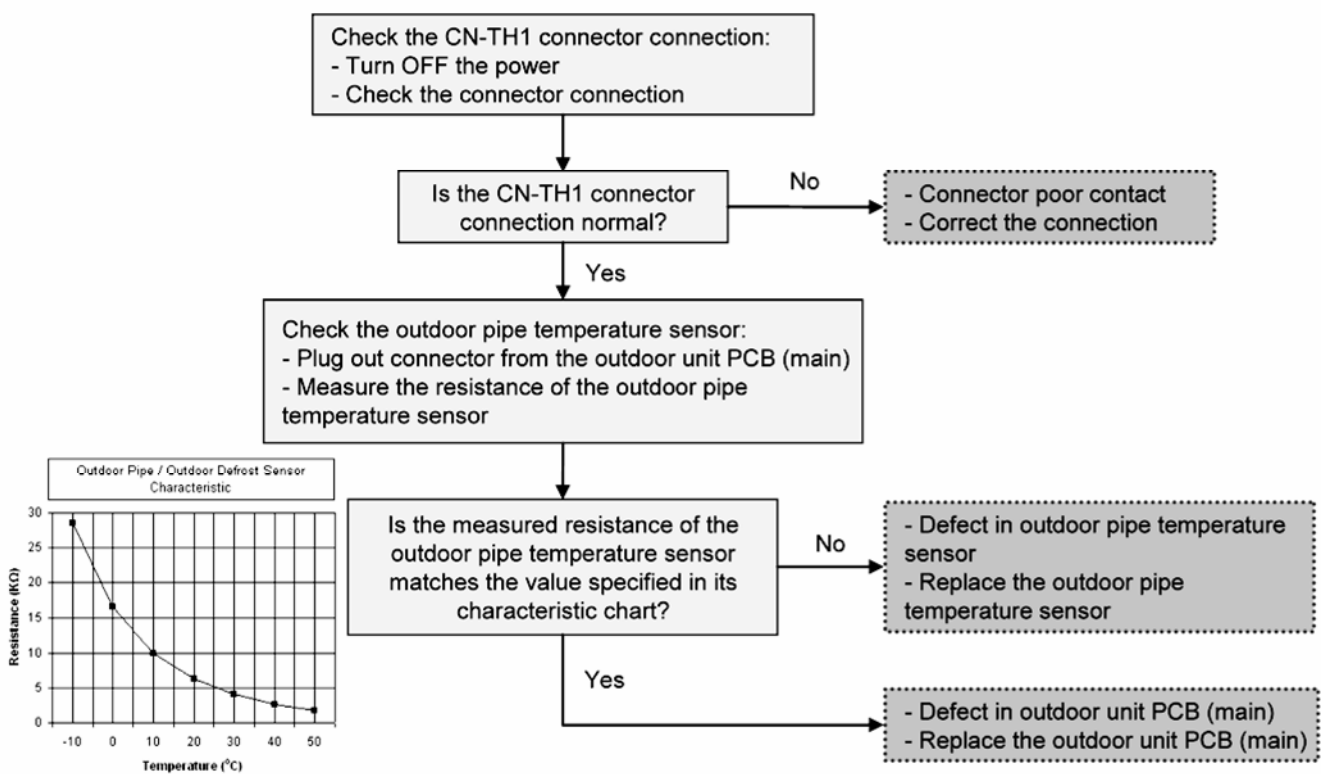 Check the CN-TH1 connector connection:
- Turn OFF the power
- Check the connector connection
Is the CN-TH1 connector
connection normal?
No
- Connector poor contact
- Correct the connection
Yes
Check the outdoor pipe temperature sensor:
- Plug out connector from the outdoor unit PCB (main)
- Measure the resistance of the outdoor pipe
temperature sensor
Outdoor Pipe / Outdoor Defrost Sensor
Characteristic
30
25
20
15
10
5
0
Resistance (KΩ)
-10 0 10 20 30 40 50
Temperature (°C)
Is the measured resistance of the
outdoor pipe temperature sensor
matches the value specified in its
characteristic chart?
No
- Defect in outdoor pipe temperature
sensor
- Replace the outdoor pipe
temperature sensor
Yes
- Defect in outdoor unit PCB (main)
- Replace the outdoor unit PCB (main)